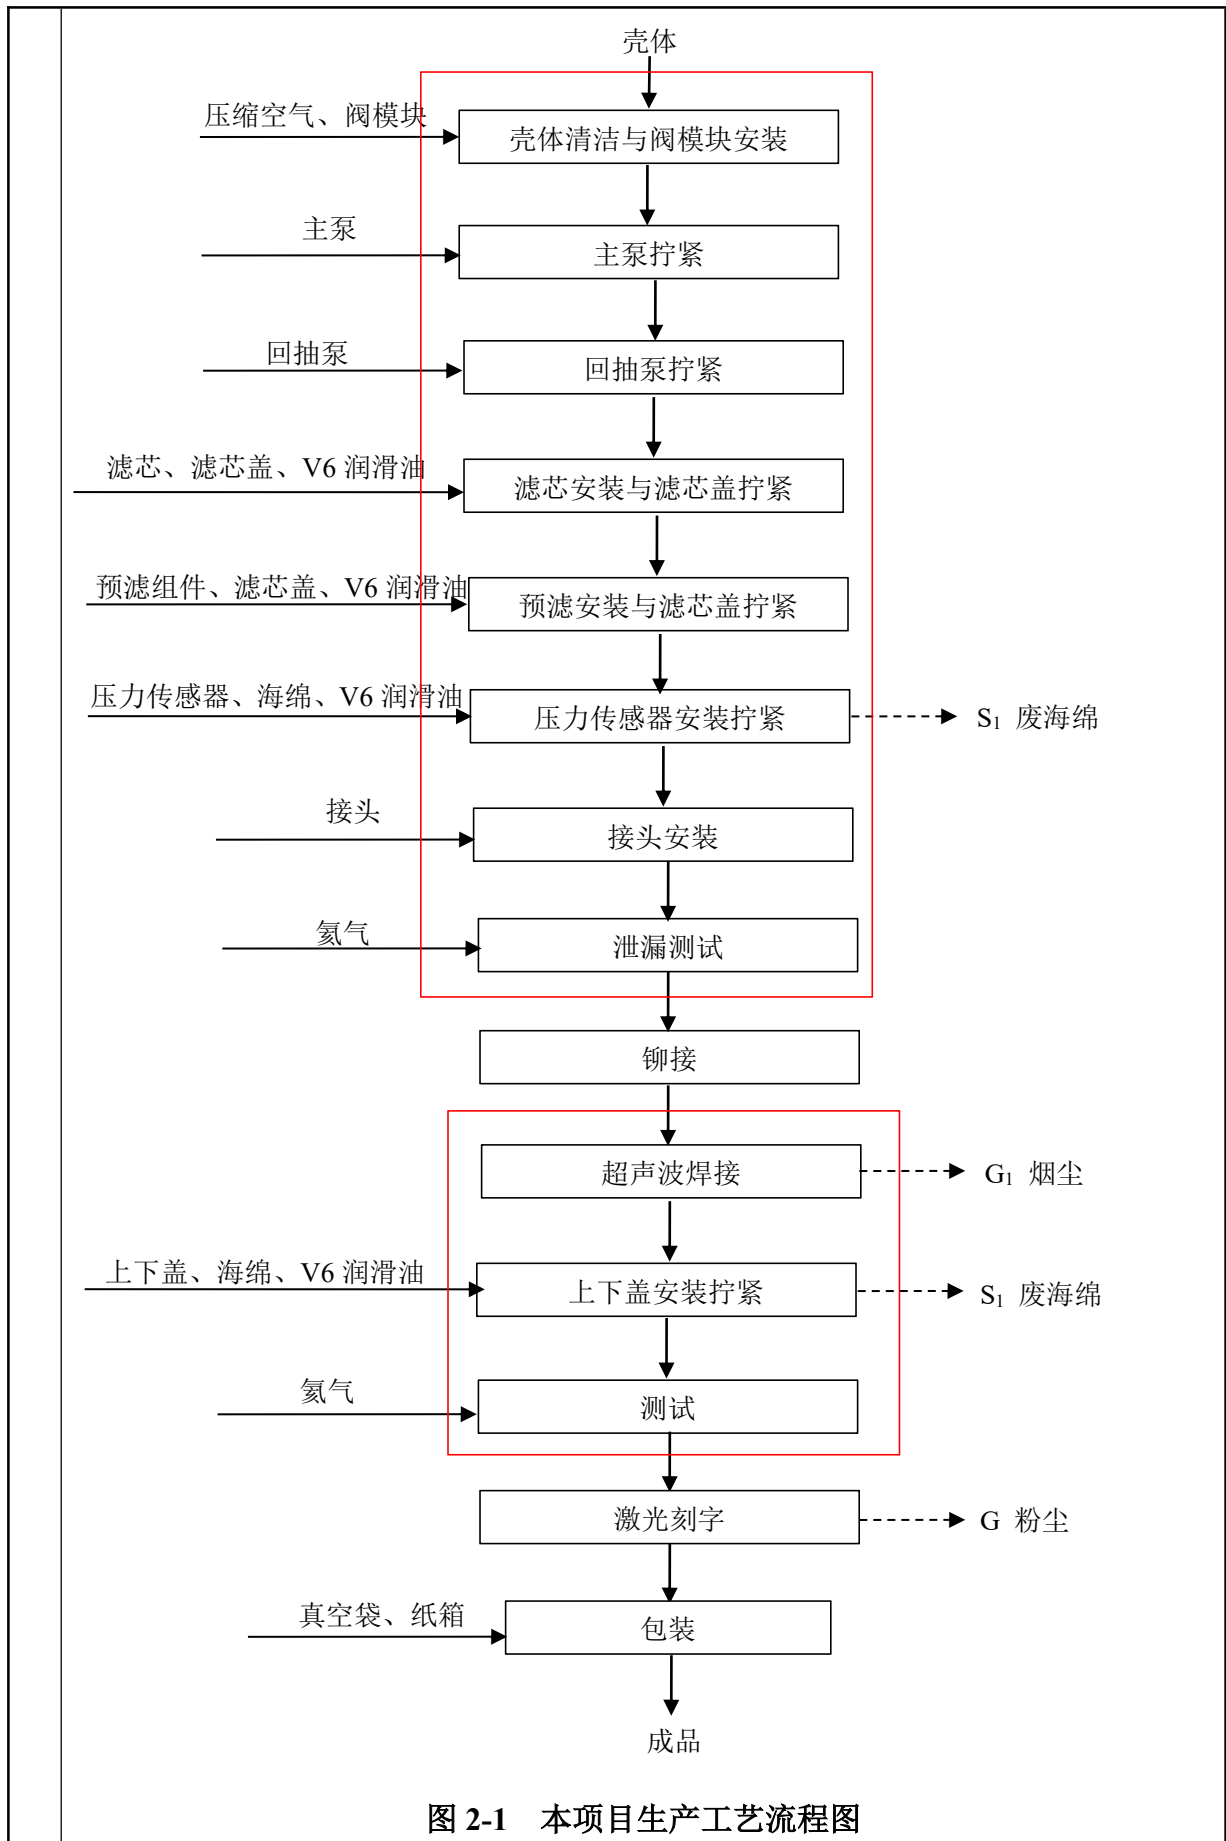 壳体
压缩空气、阀模块
壳体清洁与阀模块安装
主泵
主泵拧紧
回抽泵
回抽泵拧紧
滤芯、滤芯盖、V6 润滑油
滤芯安装与滤芯盖拧紧
预滤组件、滤芯盖、V6 润滑油
预滤安装与滤芯盖拧紧
压力传感器、海绵、V6 润滑油
压力传感器安装拧紧
S₁ 废海绵
接头
接头安装
氦气
泄漏测试
铆接
超声波焊接
G₁ 烟尘
上下盖、海绵、V6 润滑油
上下盖安装拧紧
S₁ 废海绵
氦气
测试
激光刻字
G 粉尘
真空袋、纸箱
包装
成品
图 2-1 本项目生产工艺流程图